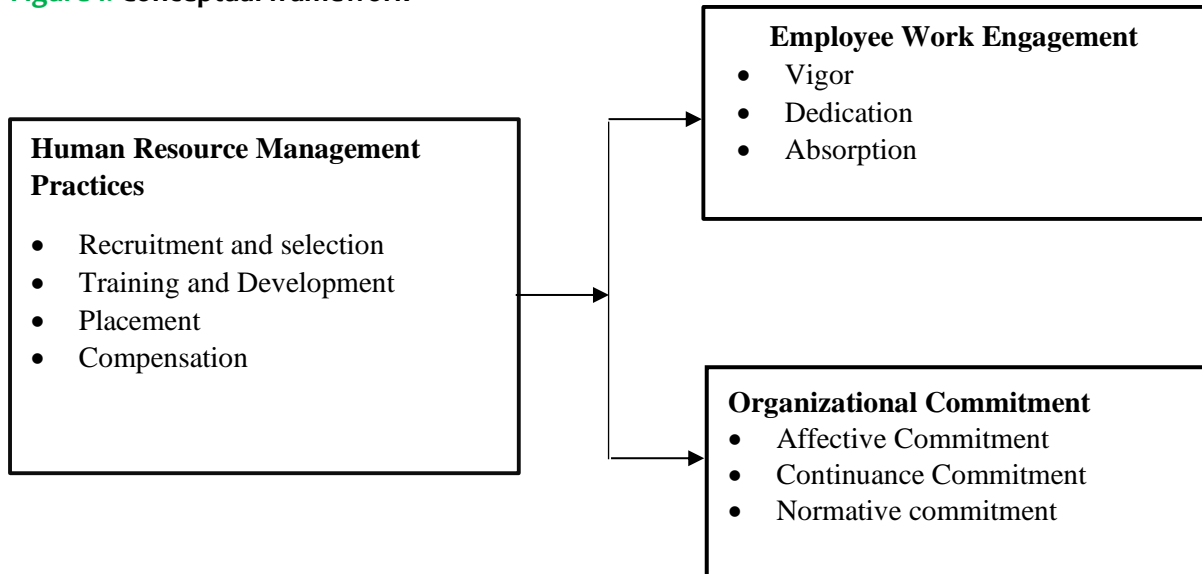 Human Resource Management
Practices
• Recruitment and selection
• Training and Development
• Placement
• Compensation
Employee Work Engagement
• Vigor
• Dedication
• Absorption
Organizational Commitment
• Affective Commitment
• Continuance Commitment
• Normative commitment